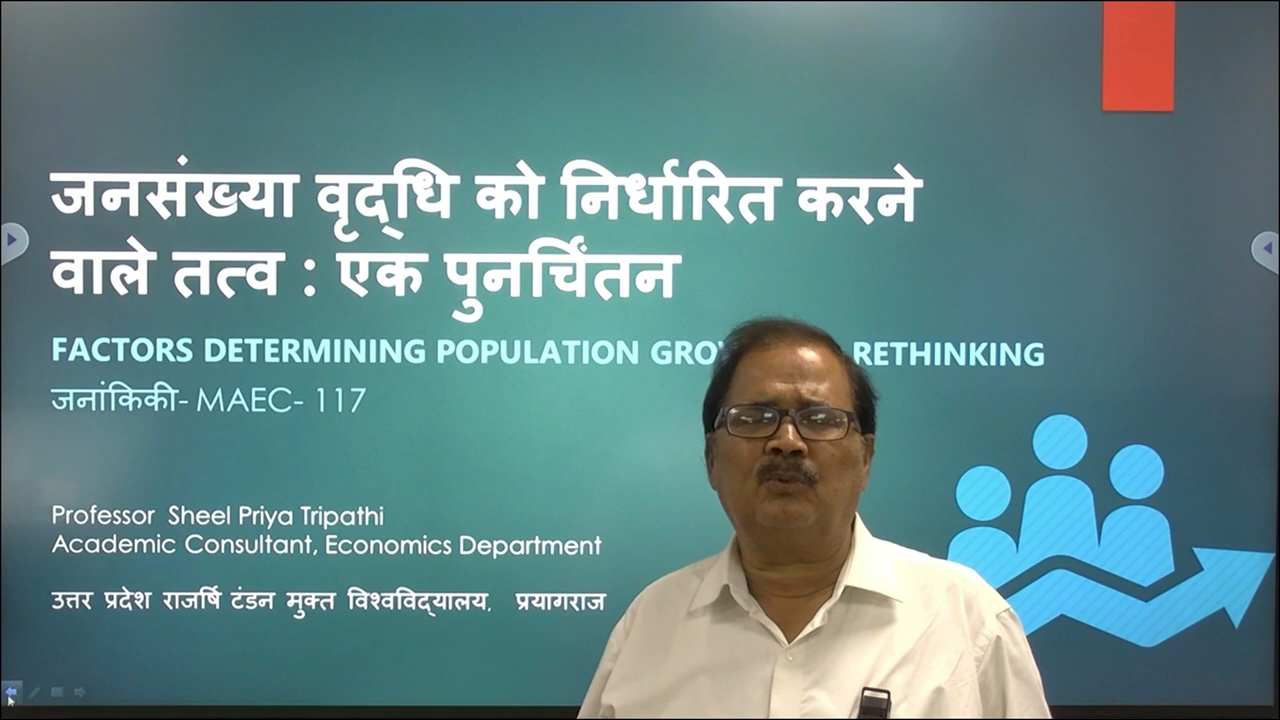 जनसंख्या वृद्धि को निर्धारित करने
वाले तत्व : एक पुनर्चिंतन
FACTORS DETERMINING POPULATION RETHINKING
जनांकिकी- MAEC- 117
Professor Sheel Priya Tripathi
Academic Consultant, Economics Department
उत्तर प्रदेश राजर्षि टंडन मुक्त विश्वविद्यालय, प्रयागराज